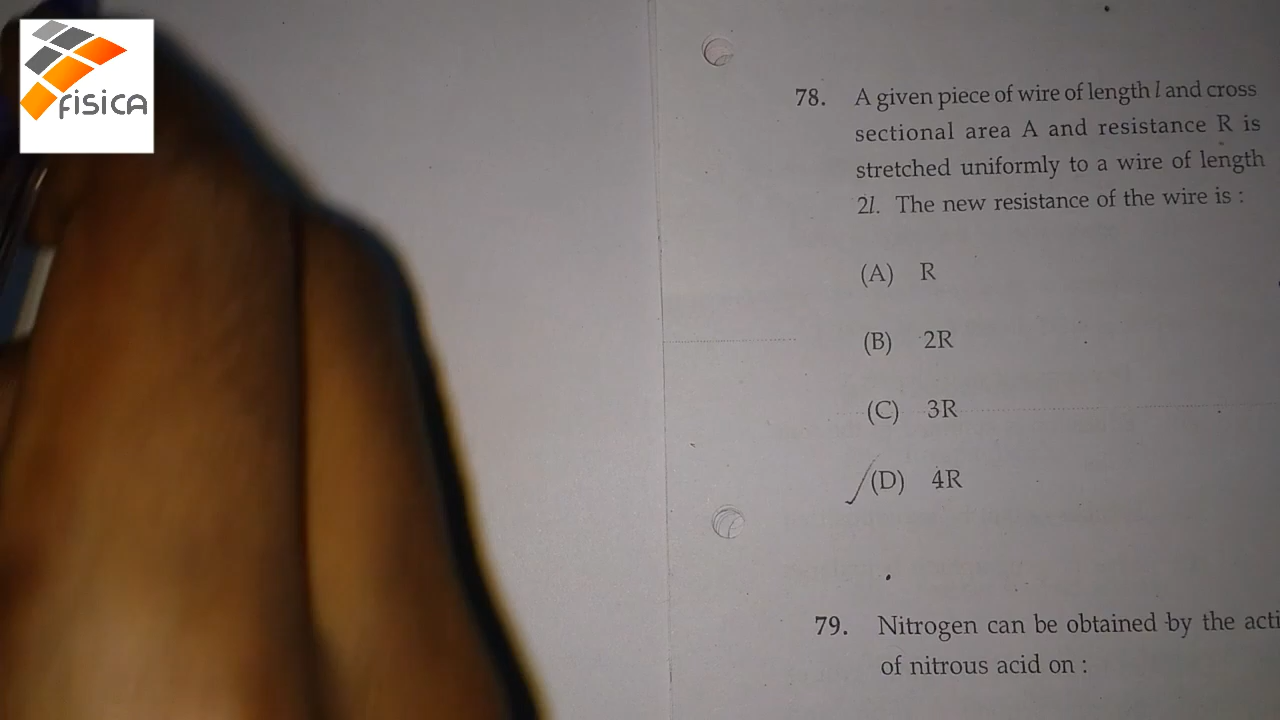 fisica
78. A given piece of wire of length l and cross
sectional area A and resistance R is
stretched uniformly to a wire of length
2l. The new resistance of the wire is :
(A) R
(B) 2R
(C) 3R
(D) 4R
79. Nitrogen can be obtained by the acti
of nitrous acid on :